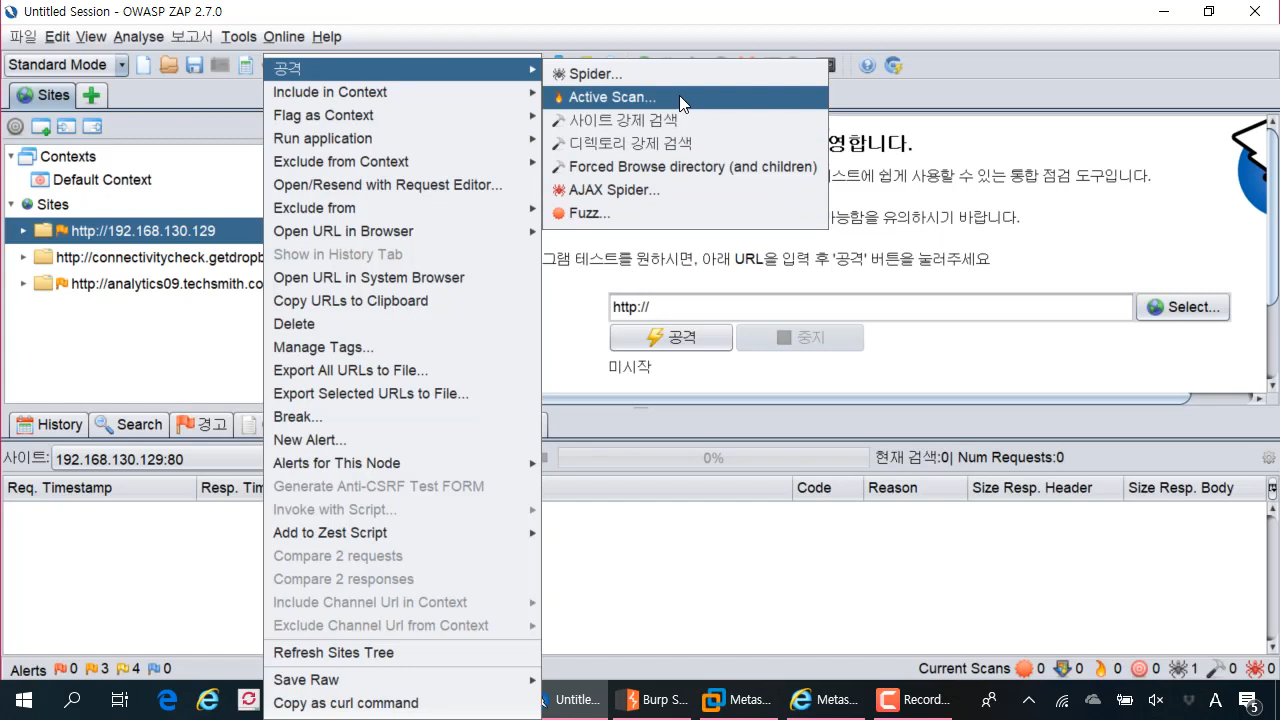 Untitled Session - OWASP ZAP 2.7.0
파일 Edit View Analyse 보고서 Tools Online Help
Standard Mode
Sites
Contexts
Default Context
Sites
http://192.168.130.129
http://connectivitycheck.getdropb
http://analytics09.techsmith.co
공격
Include in Context
Flag as Context
Run application
Exclude from Context
Open/Resend with Request Editor...
Exclude from
Open URL in Browser
Show in History Tab
Open URL in System Browser
Copy URLs to Clipboard
Delete
Manage Tags...
Export All URLs to File...
Export Selected URLs to File...
Break...
New Alert...
Alerts for This Node
Generate Anti-CSRF Test FORM
Invoke with Script...
Add to Zest Script
Compare 2 requests
Compare 2 responses
Include Channel Url in Context
Exclude Channel Url from Context
Refresh Sites Tree
Save Raw
Copy as curl command
Spider...
Active Scan...
사이트 강제 검색
디렉토리 강제 검색
Forced Browse directory (and children)
AJAX Spider...
Fuzz...
영합니다.
스트에 쉽게 사용할 수 있는 통합 점검 도구입니다.
가능함을 유의하시기 바랍니다.
그램 테스트를 원하시면, 아래 URL을 입력 후 '공격' 버튼을 눌러주세요
http://
Select...
공격
중지
미시작
History
Search
경고
사이트:
192.168.130.129:80
0%
현재 검색:0
Num Requests:0
Req. Timestamp
Resp. Tim
Code
Reason
Size Resp. Header
Size Resp. Body
Alerts 0 3 4 0
Current Scans 0 0 0 0 1 0 0
Untitle...
Burp S...
Metas...
Metas...
Record...
A
5